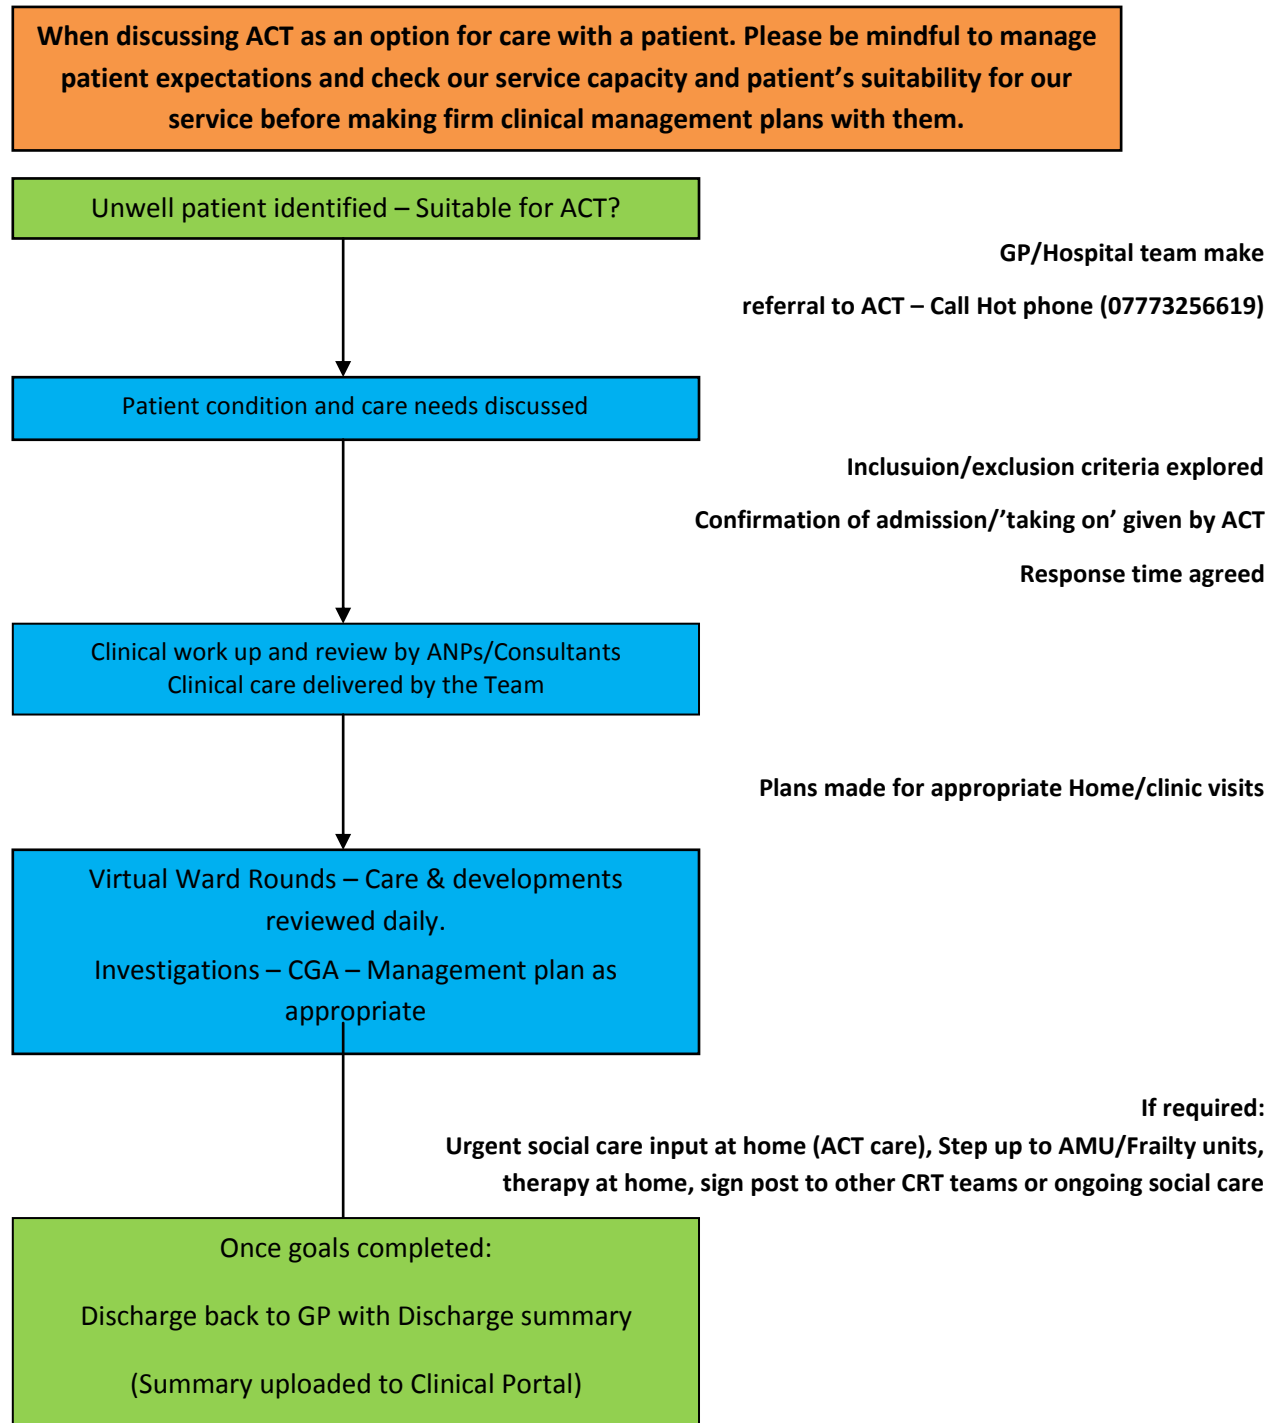 When discussing ACT as an option for care with a patient. Please be mindful to manage
patient expectations and check our service capacity and patient’s suitability for our
service before making firm clinical management plans with them.
Unwell patient identified – Suitable for ACT?
GP/Hospital team make
referral to ACT – Call Hot phone (07773256619)
Patient condition and care needs discussed
Inclusuion/exclusion criteria explored
Confirmation of admission/’taking on’ given by ACT
Response time agreed
Clinical work up and review by ANPs/Consultants
Clinical care delivered by the Team
Plans made for appropriate Home/clinic visits
Virtual Ward Rounds – Care & developments
reviewed daily.
Investigations – CGA – Management plan as
appropriate
If required:
Urgent social care input at home (ACT care), Step up to AMU/Frailty units,
therapy at home, sign post to other CRT teams or ongoing social care
Once goals completed:
Discharge back to GP with Discharge summary
(Summary uploaded to Clinical Portal)